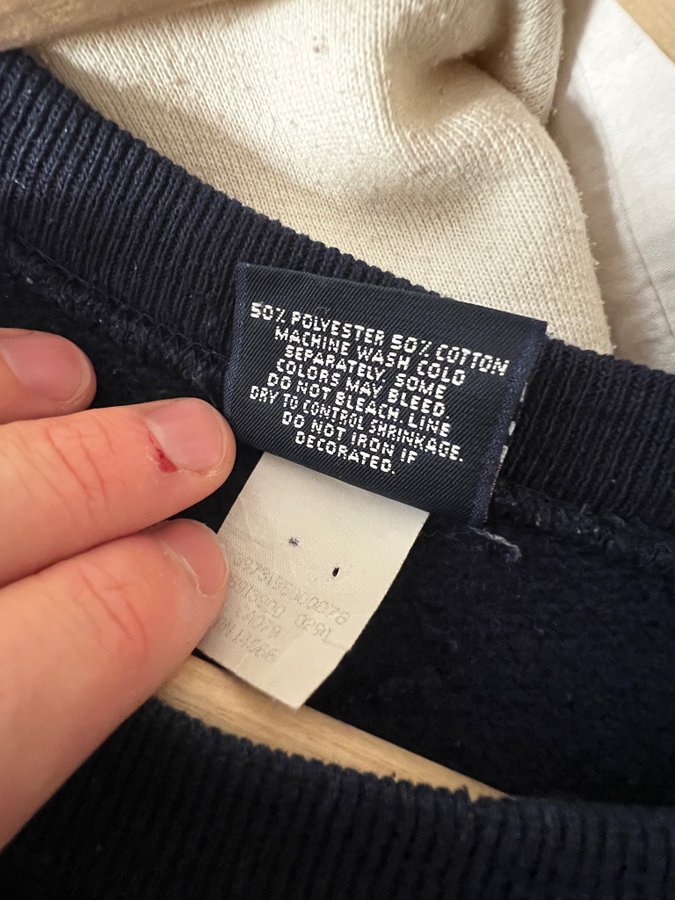 50% POLYESTER 50% COTTON
MACHINE WASH COLD
SEPARATELY. SOME
COLORS MAY BLEED.
DO NOT BLEACH. LINE
DRY TO CONTROL SHRINKAGE.
DO NOT IRON IF
DECORATED.